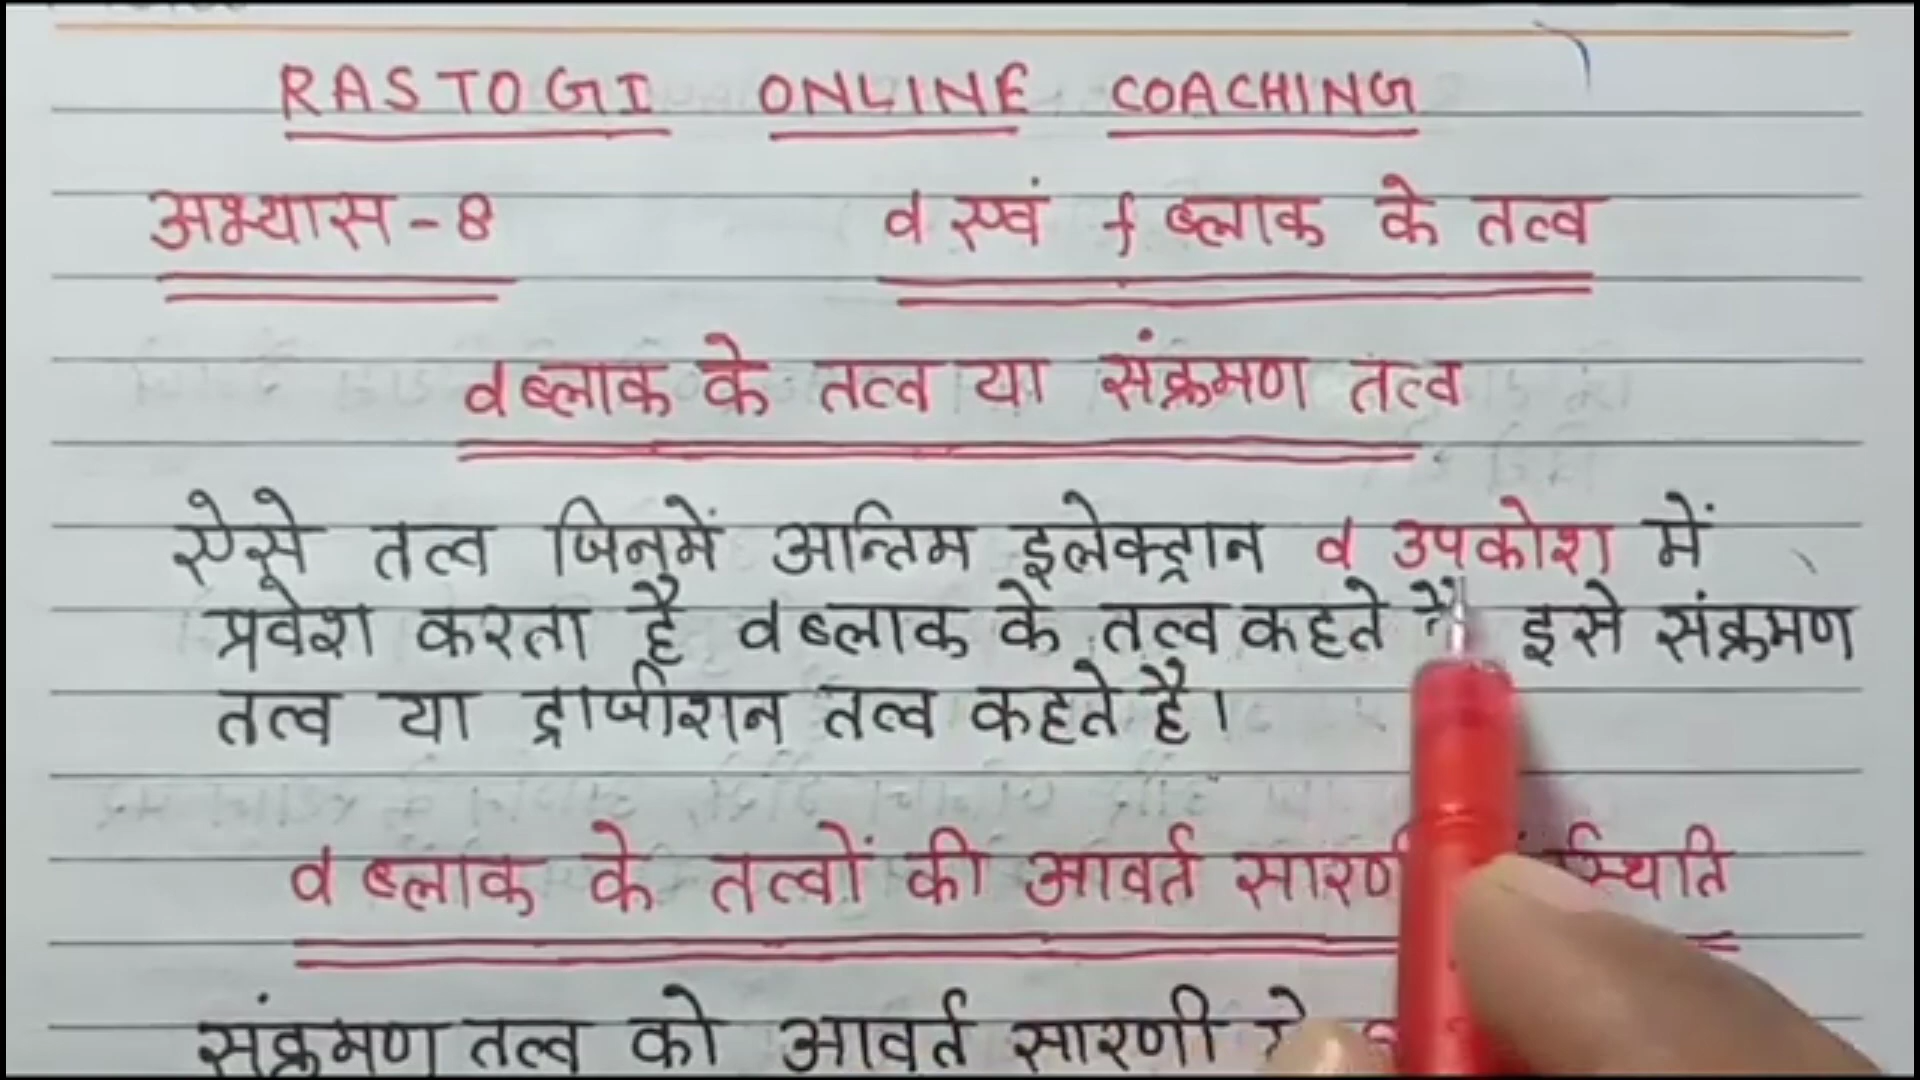 RASTOGI ONLINE COACHING
अभ्यास - 8 d एवं f ब्लाक के तत्व
d ब्लाक के तत्व या संक्रमण तत्व
ऐसे तत्व जिनमें अन्तिम इलेक्ट्रान d उपकोश में
प्रवेश करता है d ब्लाक के तत्व कहते इसे संक्रमण
तत्व या ट्रांजीशन तत्व कहते है।
d ब्लाक के तत्वों की आवर्त स्थिति
संक्रमण तत्व को आवर्त सारणी